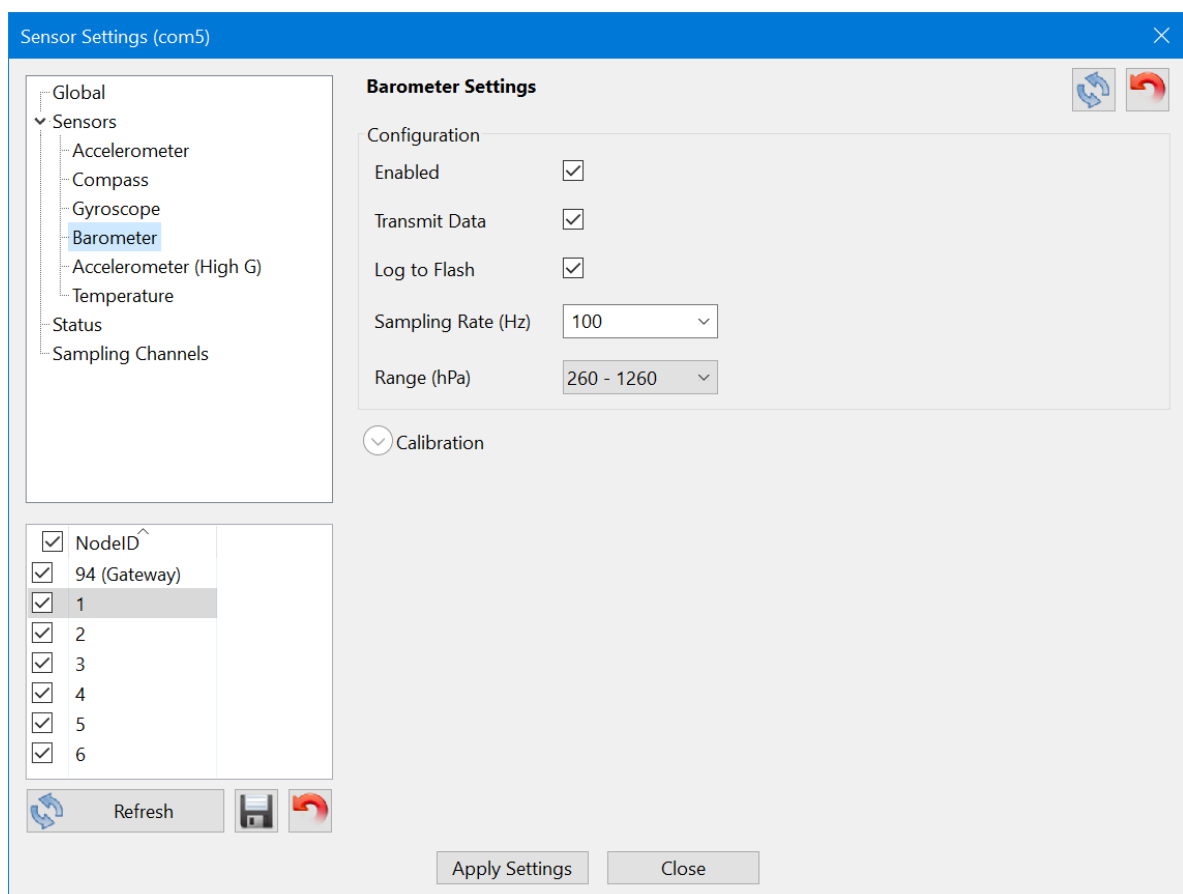 Sensor Settings (com5)
Global
Sensors
Accelerometer
Compass
Gyroscope
Barometer
Accelerometer (High G)
Temperature
Status
Sampling Channels
Barometer Settings
Configuration
Enabled
Transmit Data
Log to Flash
Sampling Rate (Hz) 100
Range (hPa) 260 - 1260
Calibration
NodeID
94 (Gateway)
1
2
3
4
5
6
Refresh
Apply Settings Close